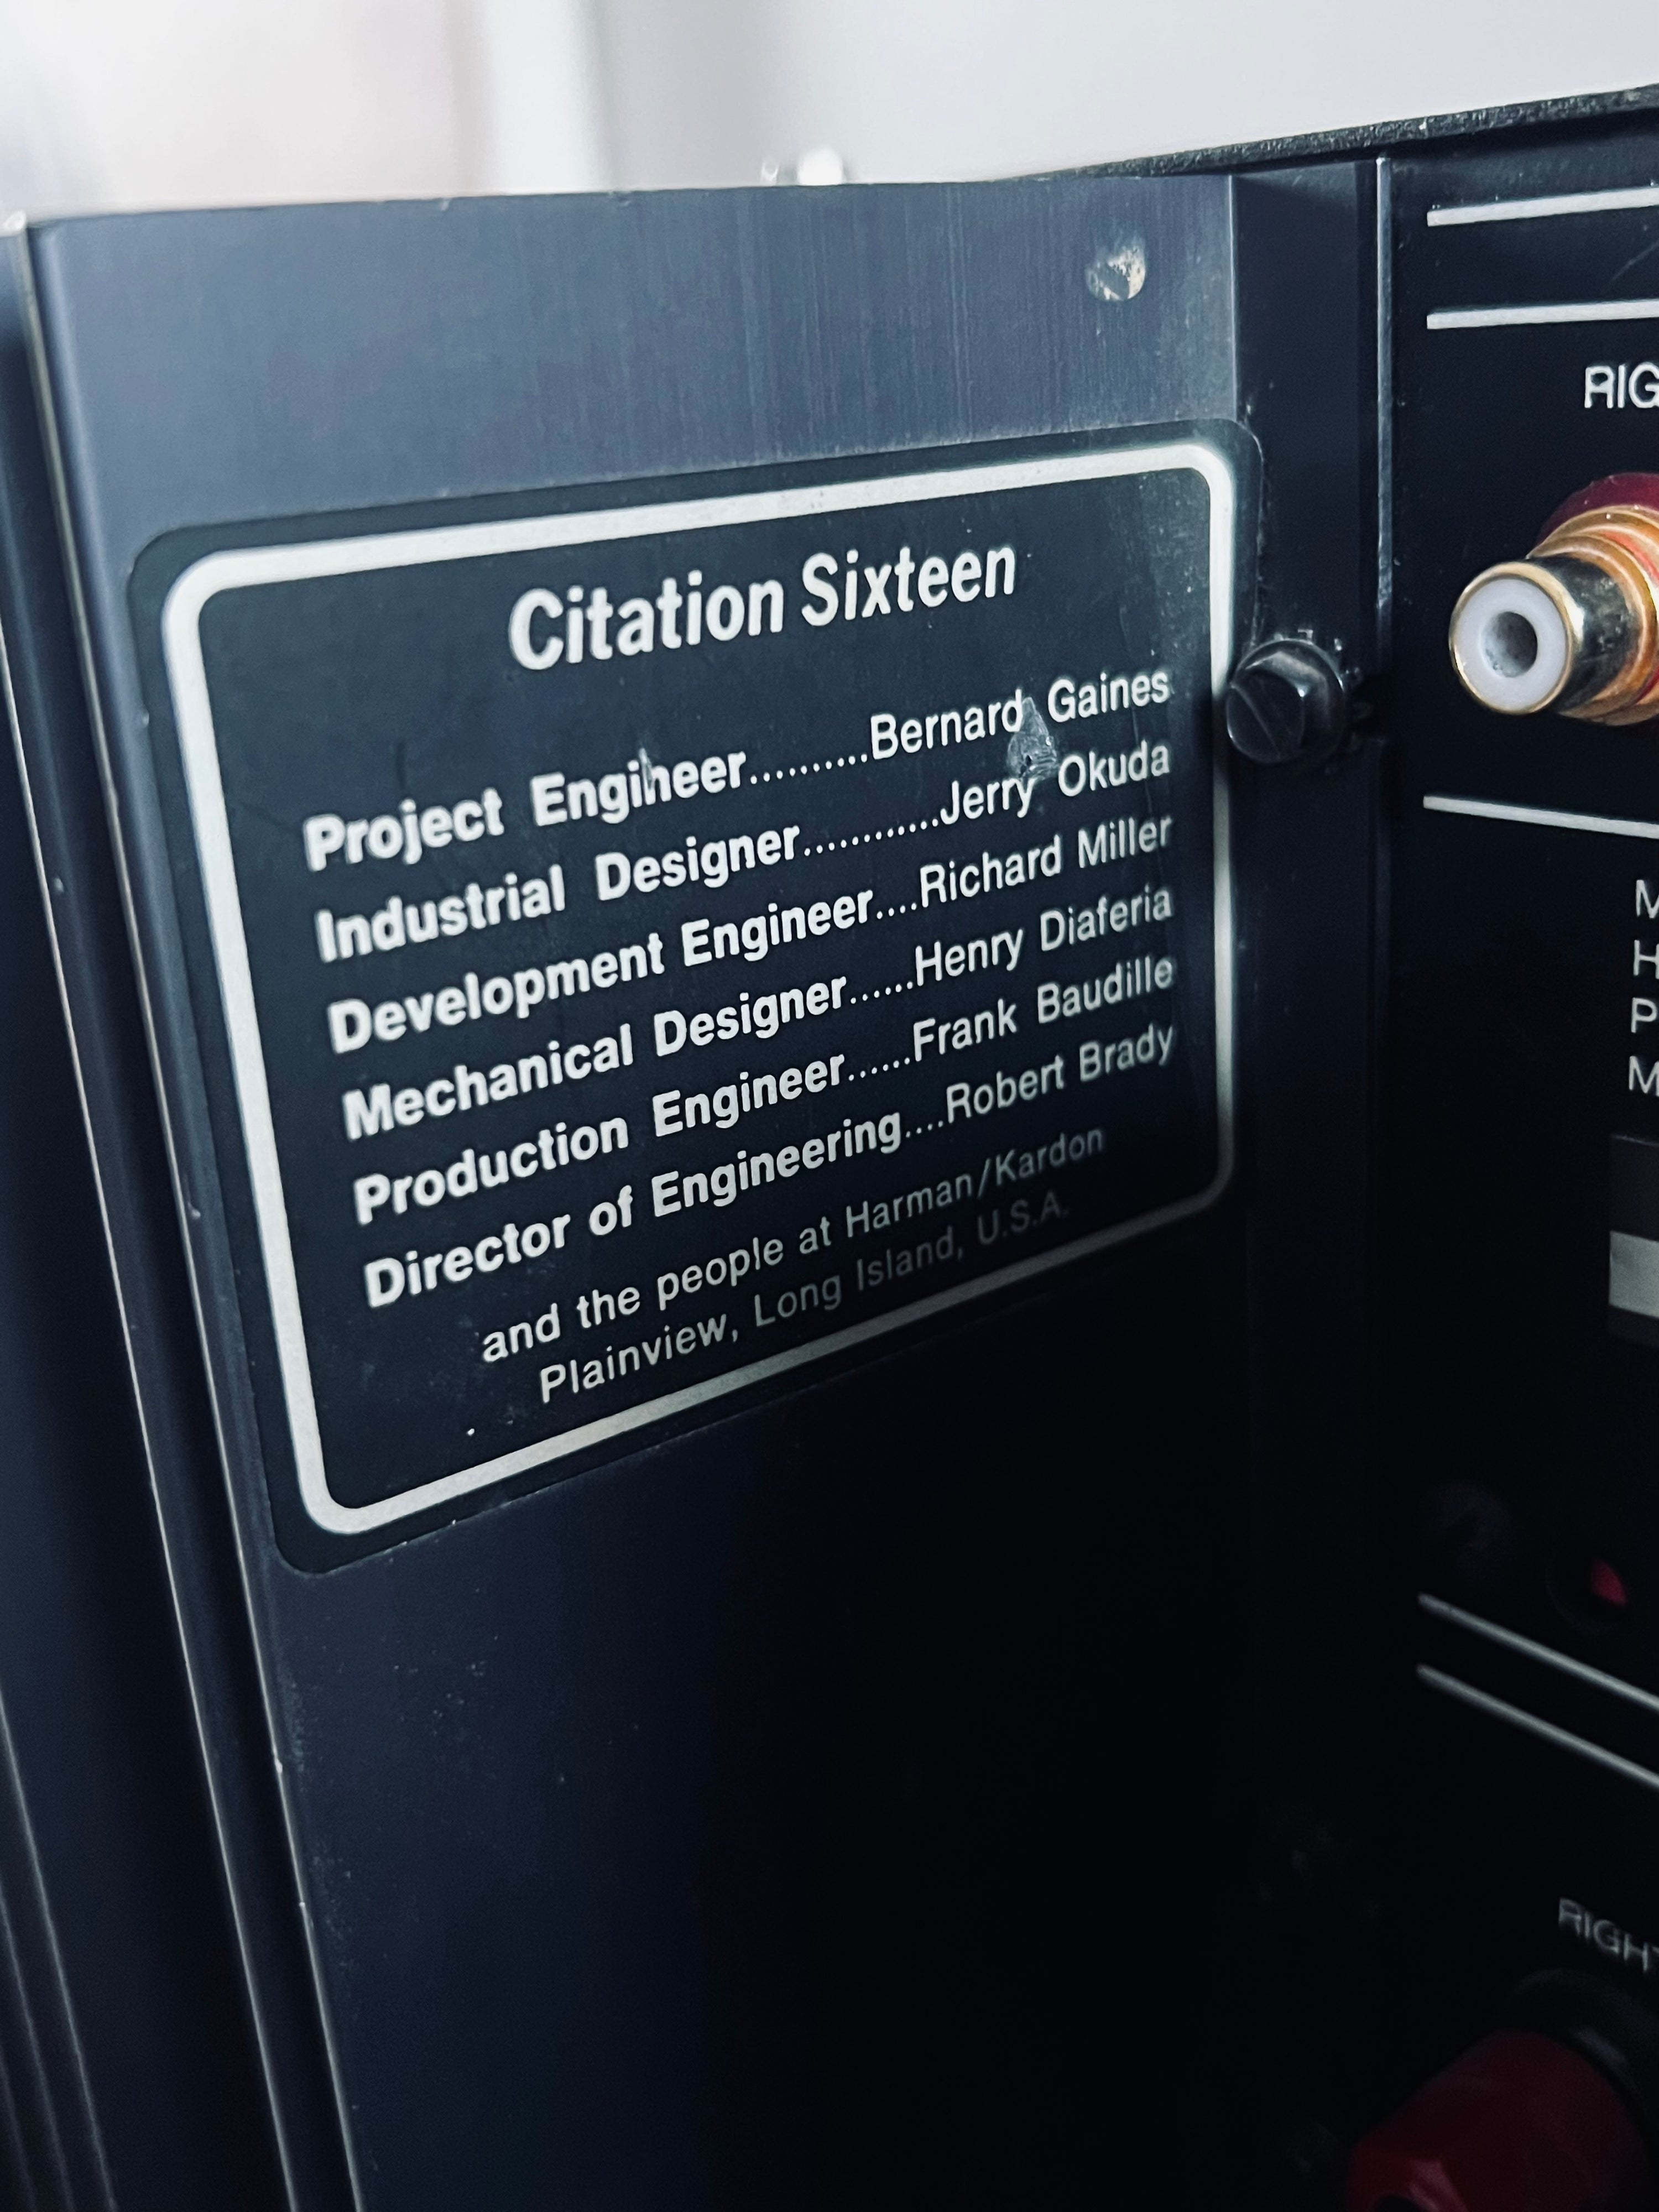 Citation Sixteen
Project Engineer..........Bernard Gaines
Industrial Designer............Jerry Okuda
Development Engineer....Richard Miller
Mechanical Designer......Henry Diaferia
Production Engineer......Frank Baudille
Director of Engineering....Robert Brady
and the people at Harman/Kardon
Plainview, Long Island, U.S.A.
RIG
M
H
P
M
RIGHT